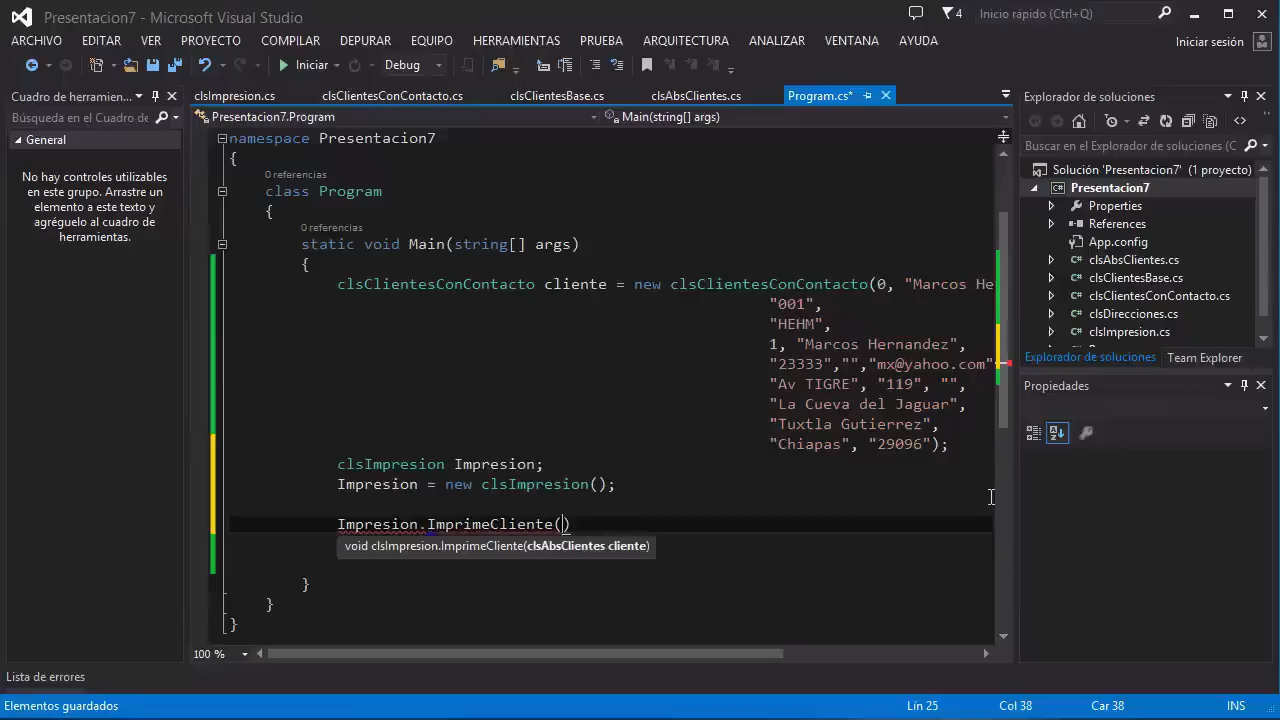 Presentacion7 - Microsoft Visual Studio
4
Inicio rápido (Ctrl+Q)
ARCHIVO EDITAR VER PROYECTO COMPILAR DEPURAR EQUIPO HERRAMIENTAS PRUEBA ARQUITECTURA ANALIZAR VENTANA AYUDA
Iniciar sesión
Iniciar Debug
Cuadro de herramien...
Búsqueda en el Cuadro de
General
No hay controles utilizables
en este grupo. Arrastre un
elemento a este texto y
agréguelo al cuadro de
herramientas.
clsImpresion.cs clsClientesConContacto.cs clsClientesBase.cs clsAbsClientes.cs Program.cs*
Presentacion7.Program Main(string[] args)
namespace Presentacion7
{
0 referencias
class Program
{
0 referencias
static void Main(string[] args)
{
clsClientesConContacto cliente = new clsClientesConContacto(0, "Marcos He
"001",
"HEHM",
1, "Marcos Hernandez",
"23333","","mx@yahoo.com"
"Av TIGRE", "119", "",
"La Cueva del Jaguar",
"Tuxtla Gutierrez",
"Chiapas", "29096");
clsImpresion Impresion;
Impresion = new clsImpresion();
Impresion.ImprimeCliente()
void clsImpresion.ImprimeCliente(clsAbsClientes cliente)
}
}
}
100 %
Explorador de soluciones
Buscar en el Explorador de soluciones (C
Solución 'Presentacion7' (1 proyecto)
Presentacion7
Properties
References
App.config
clsAbsClientes.cs
clsClientesBase.cs
clsClientesConContacto.cs
clsDirecciones.cs
clsImpresion.cs
Explorador de soluciones Team Explorer
Propiedades
Lista de errores
Elementos guardados Lín 25 Col 38 Car 38 INS